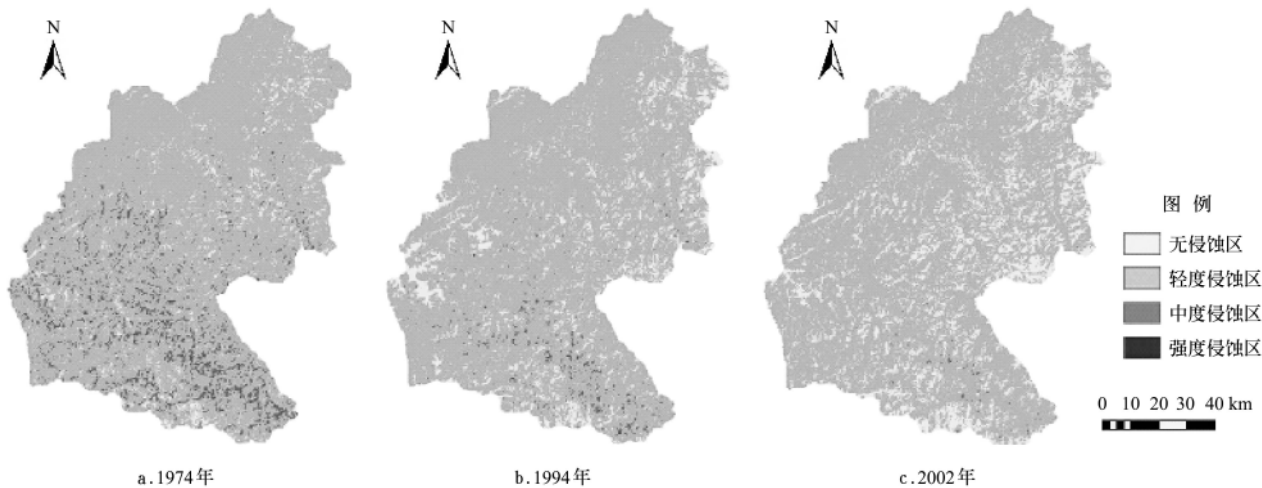 N
N
N
图 例
无侵蚀区
轻度侵蚀区
中度侵蚀区
强度侵蚀区
0 10 20 30 40 km
a.1974年
b.1994年
c.2002年